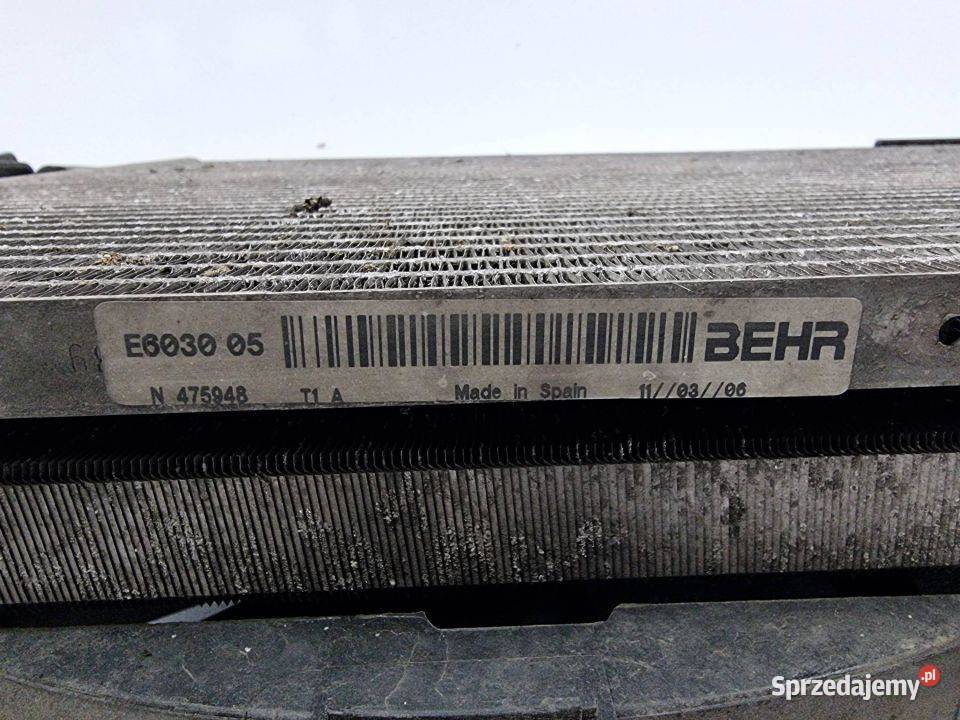 E6030 05 BEHR
N 475948 T1 A Made in Spain 11//03//06
Sprzedajemy.pl